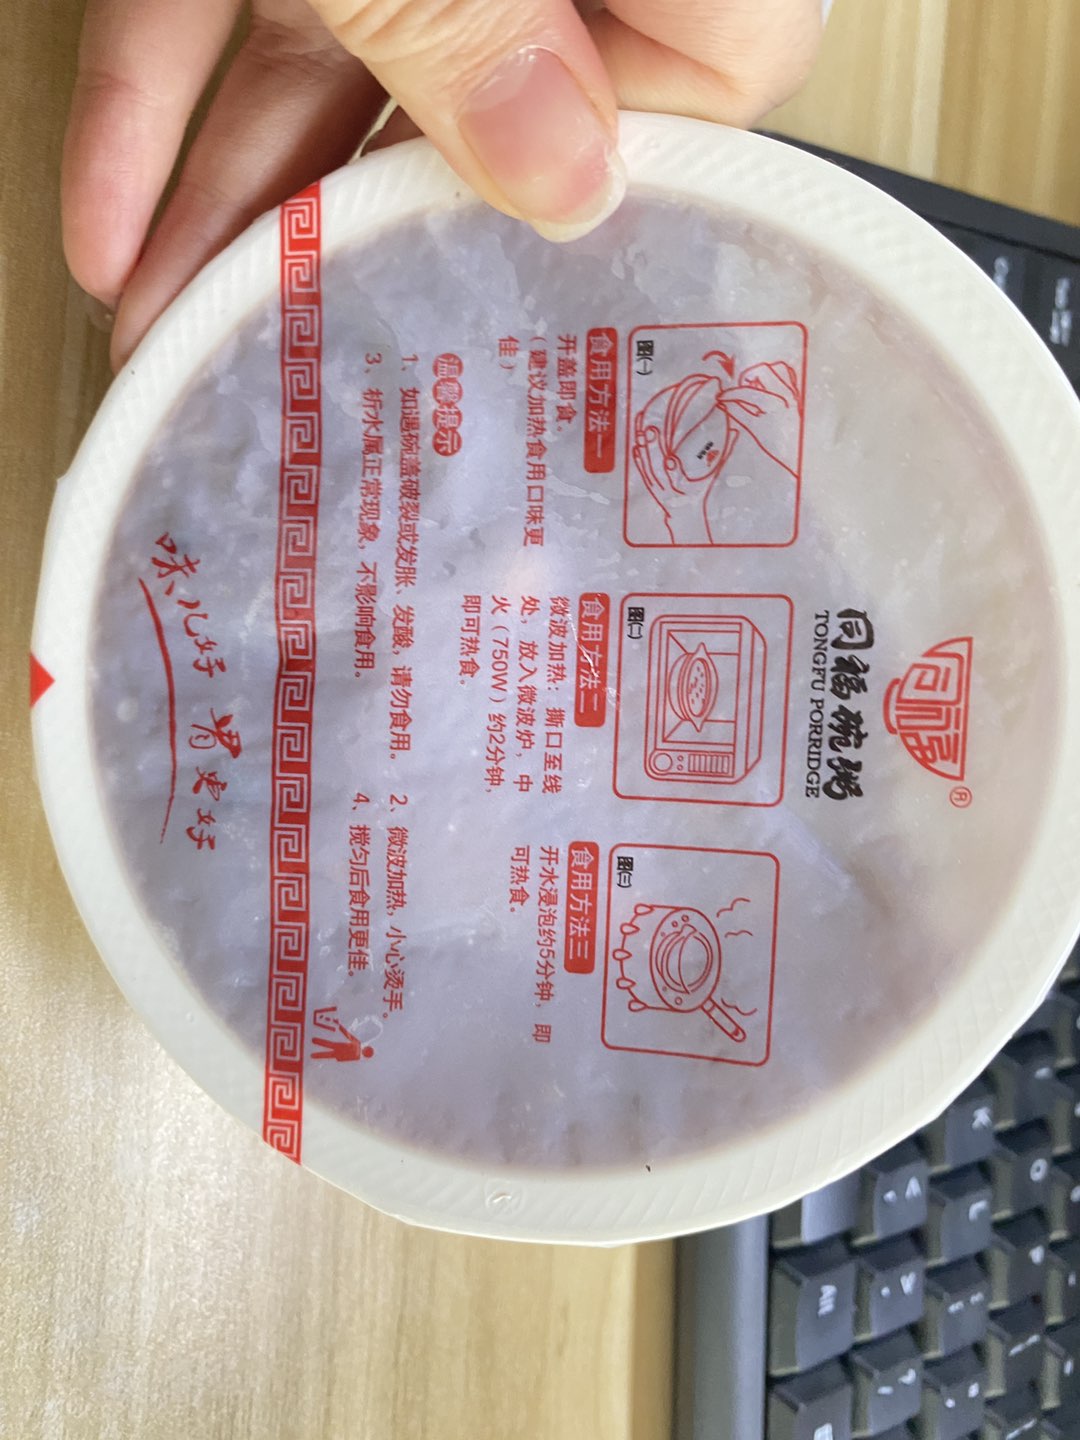 同福
®
同福碗粥
TONGFU PORRIDGE
图(一)
食用方法一
开盖即食。
（建议加热食用口味更
佳）
图(二)
食用方法二
微波加热：撕口至线
处，放入微波炉，中
火（750W）约2分钟，
即可热食。
图(三)
食用方法三
开水浸泡约5分钟，即
可热食。
温馨提示
1、如遇碗盖破裂或发胀、发酸，请勿食用。
2、微波加热，小心烫手。
3、析水属正常现象，不影响食用。
4、搅匀后食用更佳。
味儿好 胃更好
K
O
L
Alt